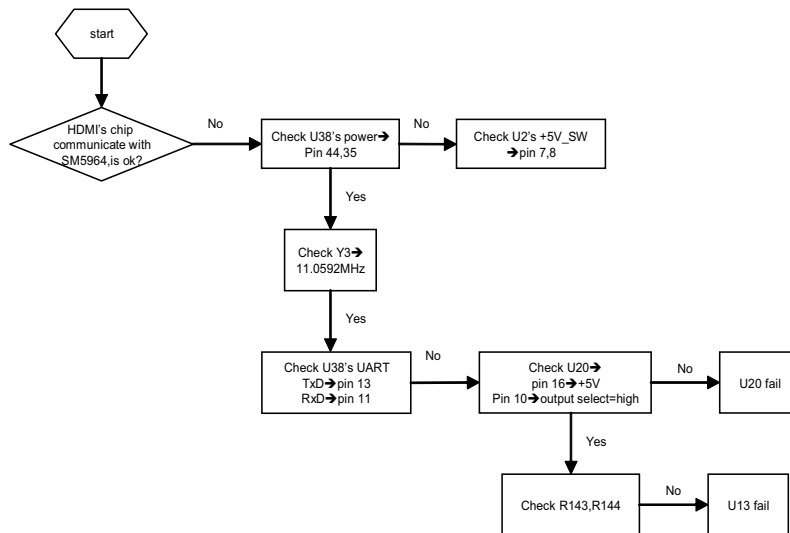 start
HDMI's chip
communicate with
SM5964,is ok?
No
Check U38's power➔
Pin 44,35
No
Check U2's +5V_SW
➔pin 7,8
Yes
Check Y3➔
11.0592MHz
Yes
Check U38's UART
TxD➔pin 13
RxD➔pin 11
No
Check U20➔
pin 16➔+5V
Pin 10➔output select=high
No
U20 fail
Yes
Check R143,R144
No
U13 fail